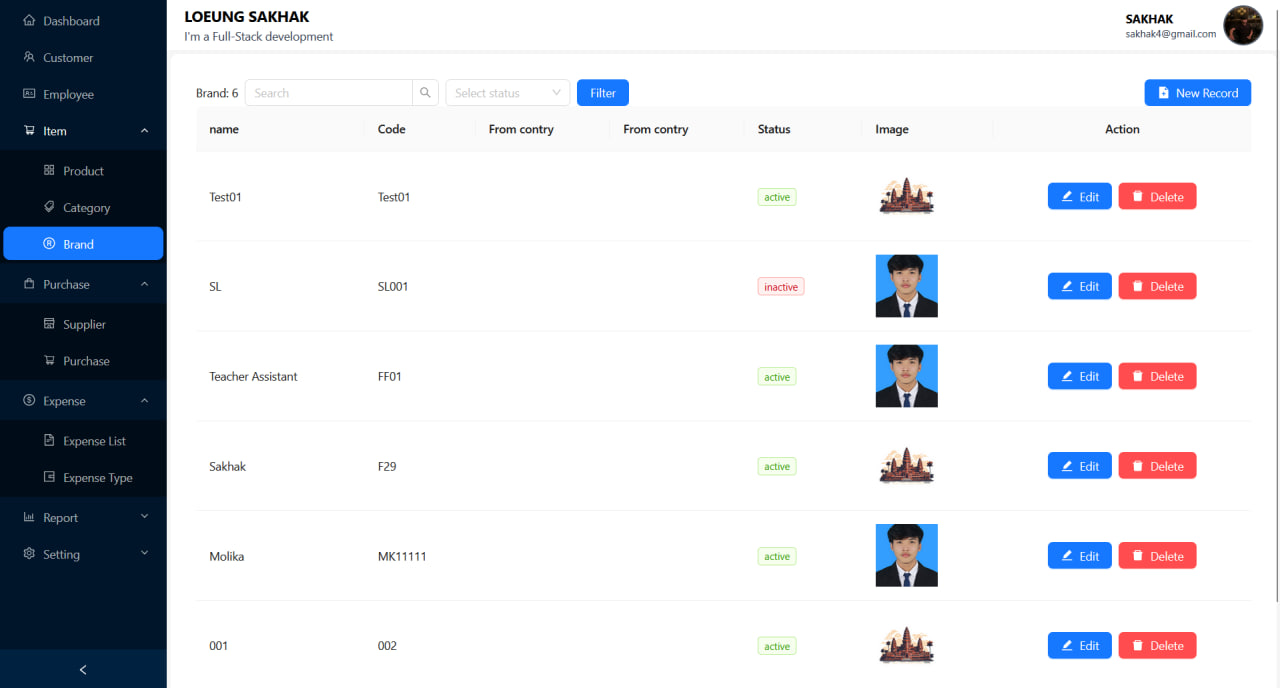 Dashboard
Customer
Employee
Item
Product
Category
Brand
Purchase
Supplier
Purchase
Expense
Expense List
Expense Type
Report
Setting
LOEUNG SAKHAK
I'm a Full-Stack development
SAKHAK
sakhak4@gmail.com
Brand: 6 Search Select status Filter New Record
name Code From contry From contry Status Image Action
Test01 Test01 active Edit Delete
SL SL001 inactive Edit Delete
Teacher Assistant FF01 active Edit Delete
Sakhak F29 active Edit Delete
Molika MK11111 active Edit Delete
001 002 active Edit Delete